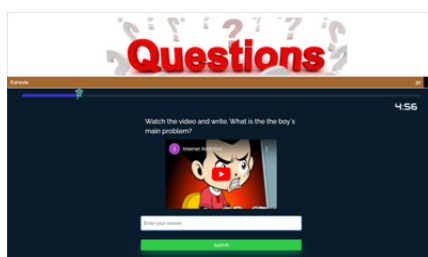 Questions
4:56
Watch the video and write. What is the the boy's
main problem?
Internet Addiction
Enter your answer
Submit